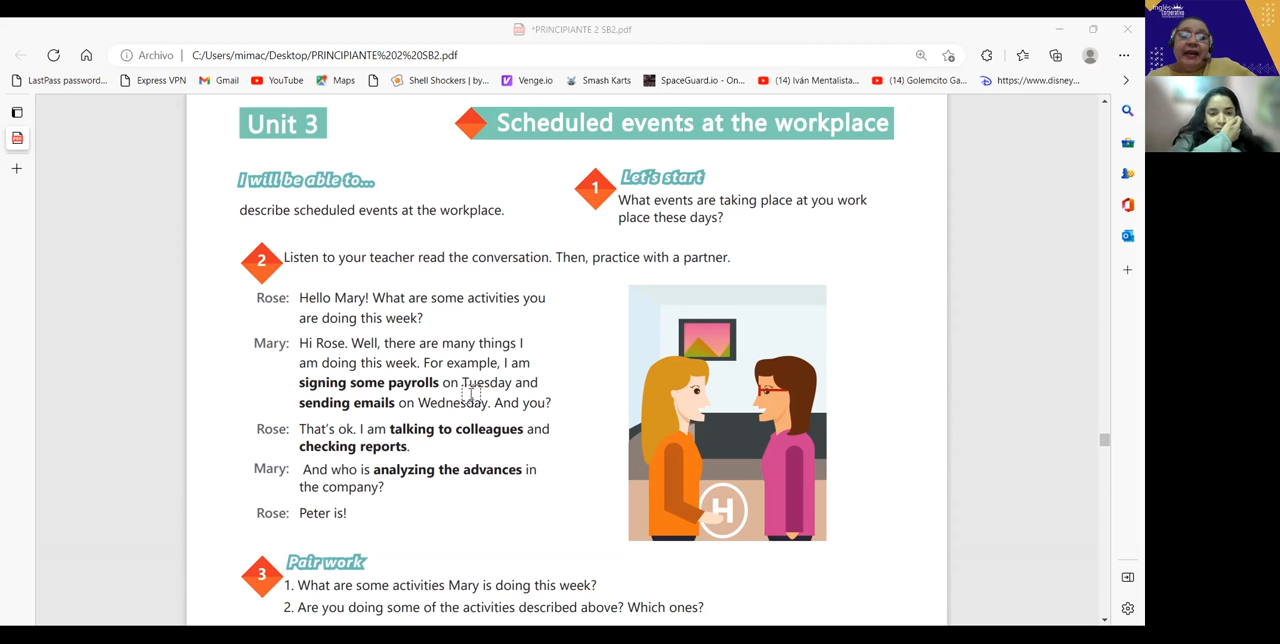 *PRINCIPIANTE 2 SB2.pdf
Archivo
C:/Users/mimac/Desktop/PRINCIPIANTE%202%20SB2.pdf
LastPass password...
Express VPN
Gmail
YouTube
Maps
Shell Shockers | by...
Venge.io
Smash Karts
SpaceGuard.io - On...
(14) Iván Mentalista...
(14) Golemcito Ga...
https://www.disney...
Inglés
Corporativo
Unit 3
Scheduled events at the workplace
I will be able to...
describe scheduled events at the workplace.
1
Let's start
What events are taking place at you work
place these days?
2
Listen to your teacher read the conversation. Then, practice with a partner.
Rose: Hello Mary! What are some activities you
are doing this week?
Mary: Hi Rose. Well, there are many things I
am doing this week. For example, I am
signing some payrolls on Tuesday and
sending emails on Wednesday. And you?
Rose: That's ok. I am talking to colleagues and
checking reports.
Mary: And who is analyzing the advances in
the company?
Rose: Peter is!
H
3
Pair work
1. What are some activities Mary is doing this week?
2. Are you doing some of the activities described above? Which ones?